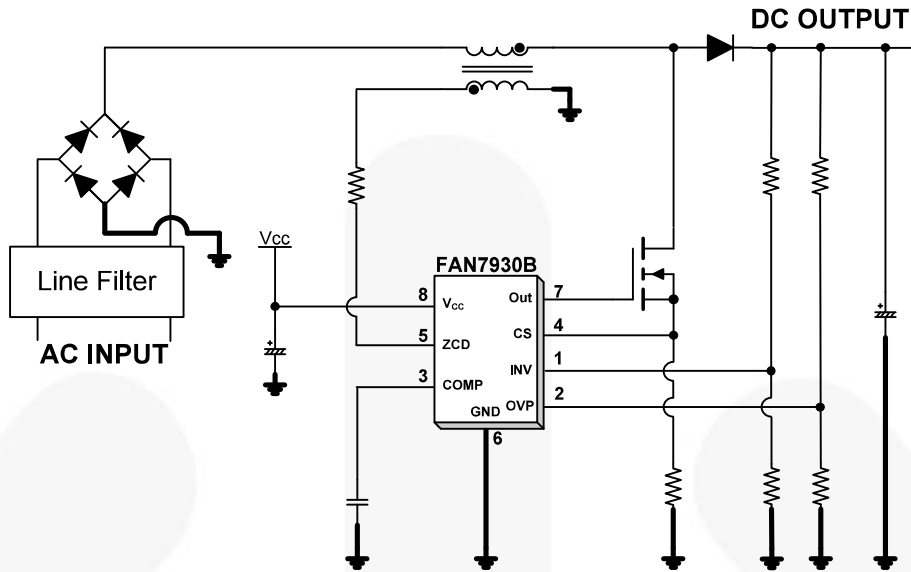 DC OUTPUT
Line Filter
AC INPUT
Vcc
FAN7930B
8 VCC Out 7
5 ZCD CS 4
3 COMP INV 1
GND OVP 2
6
+
+